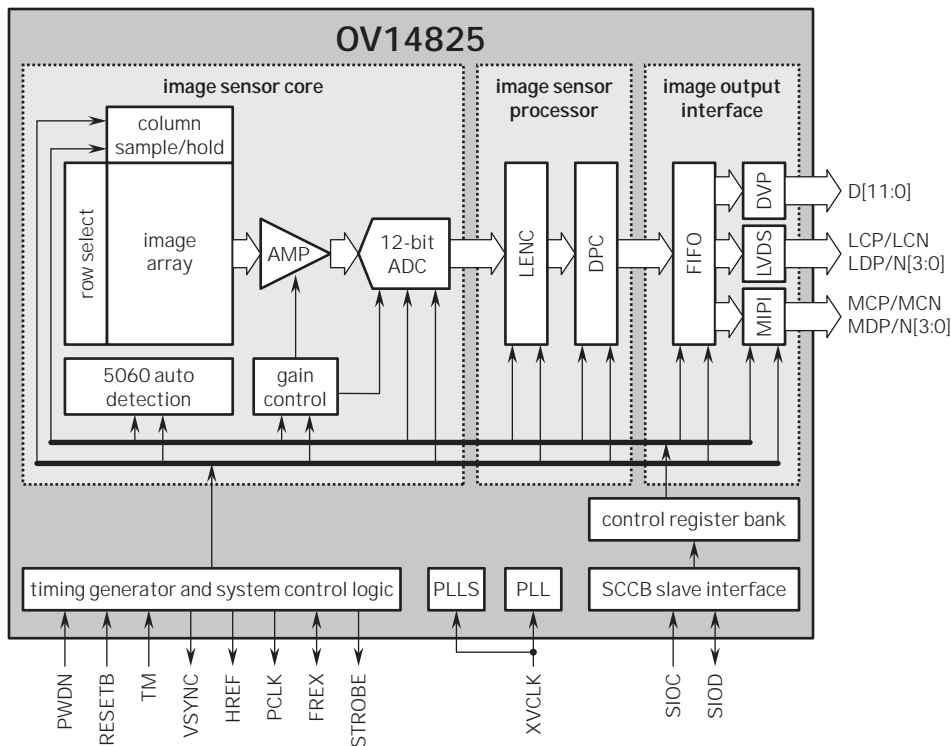 OV14825
image sensor core
image sensor
processor
image output
interface
column
sample/hold
row select
image
array
AMP
12-bit
ADC
LENC
DPC
FIFO
DVP
LVDS
MIPI
D[11:0]
LCP/LCN
LDP/N[3:0]
MCP/MCN
MDP/N[3:0]
5060 auto
detection
gain
control
control register bank
timing generator and system control logic
PLLS
PLL
SCCB slave interface
PWDN
RESETB
TM
VSYNC
HREF
PCLK
FREX
STROBE
XVCLK
SIOC
SIOD